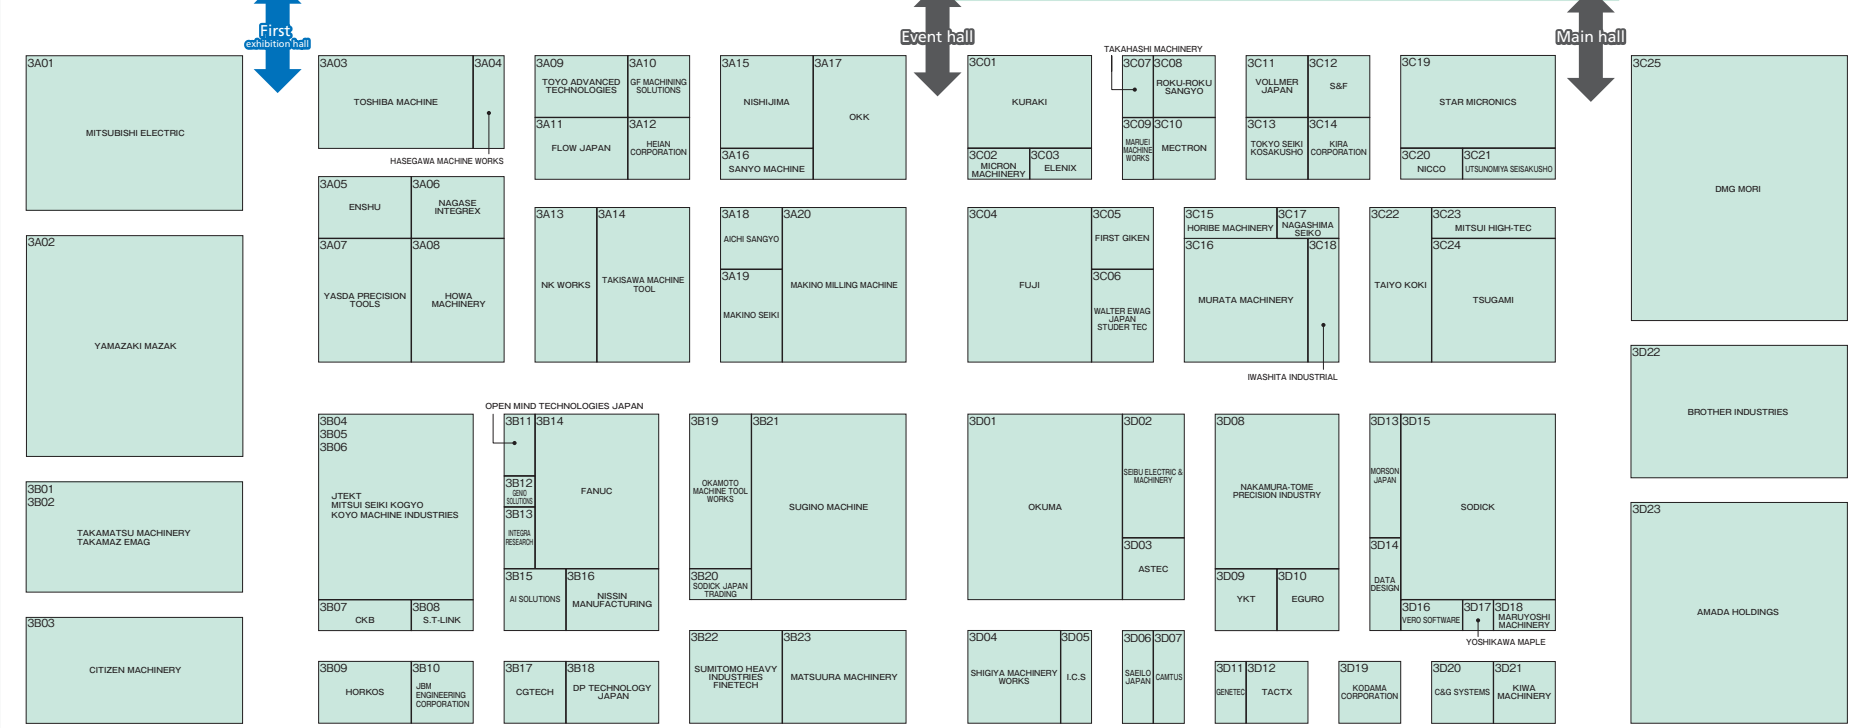 First
exhibition hall
Event hall
Main hall
3A01
MITSUBISHI ELECTRIC
3A02
YAMAZAKI MAZAK
3B01
3B02
TAKAMATSU MACHINERY
TAKAMAZ EMAG
3B03
CITIZEN MACHINERY
3A03
TOSHIBA MACHINE
3A04
HASEGAWA MACHINE WORKS
3A05
ENSHU
3A06
NAGASE
INTEGREX
3A07
YASDA PRECISION
TOOLS
3A08
HOWA
MACHINERY
3A09
TOYO ADVANCED
TECHNOLOGIES
3A10
GF MACHINING
SOLUTIONS
3A11
FLOW JAPAN
3A12
HEIAN
CORPORATION
3A13
NK WORKS
3A14
TAKISAWA MACHINE
TOOL
3A15
NISHIJIMA
3A16
SANYO MACHINE
3A17
OKK
3A18
AICHI SANGYO
3A19
MAKINO SEIKI
3A20
MAKINO MILLING MACHINE
3B04
3B05
3B06
JTEKT
MITSUI SEIKI KOGYO
KOYO MACHINE INDUSTRIES
3B07
CKB
3B08
S.T-LINK
3B09
HORKOS
3B10
JBM
ENGINEERING
CORPORATION
OPEN MIND TECHNOLOGIES JAPAN
3B11
3B12
GENIO
SOLUTIONS
3B13
INTEGRA
RESEARCH
3B14
FANUC
3B15
AI SOLUTIONS
3B16
NISSIN
MANUFACTURING
3B17
CGTECH
3B18
DP TECHNOLOGY
JAPAN
3B19
OKAMOTO
MACHINE TOOL
WORKS
3B20
SODICK JAPAN
TRADING
3B21
SUGINO MACHINE
3B22
SUMITOMO HEAVY
INDUSTRIES
FINETECH
3B23
MATSUURA MACHINERY
3C01
KURAKI
3C02
MICRON
MACHINERY
3C03
ELENIX
3C04
FUJI
3C05
FIRST GIKEN
3C06
WALTER EWAG
JAPAN
STUDER TEC
TAKAHASHI MACHINERY
3C07
3C08
ROKU-ROKU
SANGYO
3C09
MARUEI
MACHINE
WORKS
3C10
MECTRON
3C11
VOLLMER
JAPAN
3C12
S&F
3C13
TOKYO SEIKI
KOSAKUSHO
3C14
KIRA
CORPORATION
3C15
HORIBE MACHINERY
3C16
MURATA MACHINERY
3C17
NAGASHIMA
SEIKO
3C18
IWASHITA INDUSTRIAL
3C19
STAR MICRONICS
3C20
NICCO
3C21
UTSUNOMIYA SEISAKUSHO
3C22
TAIYO KOKI
3C23
MITSUI HIGH-TEC
3C24
TSUGAMI
3C25
DMG MORI
3D01
OKUMA
3D02
SEIBU ELECTRIC &
MACHINERY
3D03
ASTEC
3D04
SHIGIYA MACHINERY
WORKS
3D05
I.C.S
3D06
SAEILO
JAPAN
3D07
CAMTUS
3D08
NAKAMURA-TOME
PRECISION INDUSTRY
3D09
YKT
3D10
EGURO
3D11
GENETEC
3D12
TACTX
3D13
MORSON
JAPAN
3D14
DATA
DESIGN
3D15
SODICK
3D16
VERO SOFTWARE
3D17
YOSHIKAWA MAPLE
3D18
MARUYOSHI
MACHINERY
3D19
KODAMA
CORPORATION
3D20
C&G SYSTEMS
3D21
KIWA
MACHINERY
3D22
BROTHER INDUSTRIES
3D23
AMADA HOLDINGS